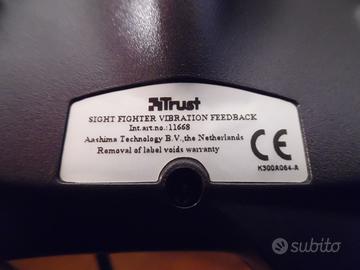 Trust
SIGHT FIGHTER VIBRATION FEEDBACK
Int.art.no.:11668
Aashima Technology B.V., the Netherlands
Removal of label voids warranty
CE
K300A064-A
subito